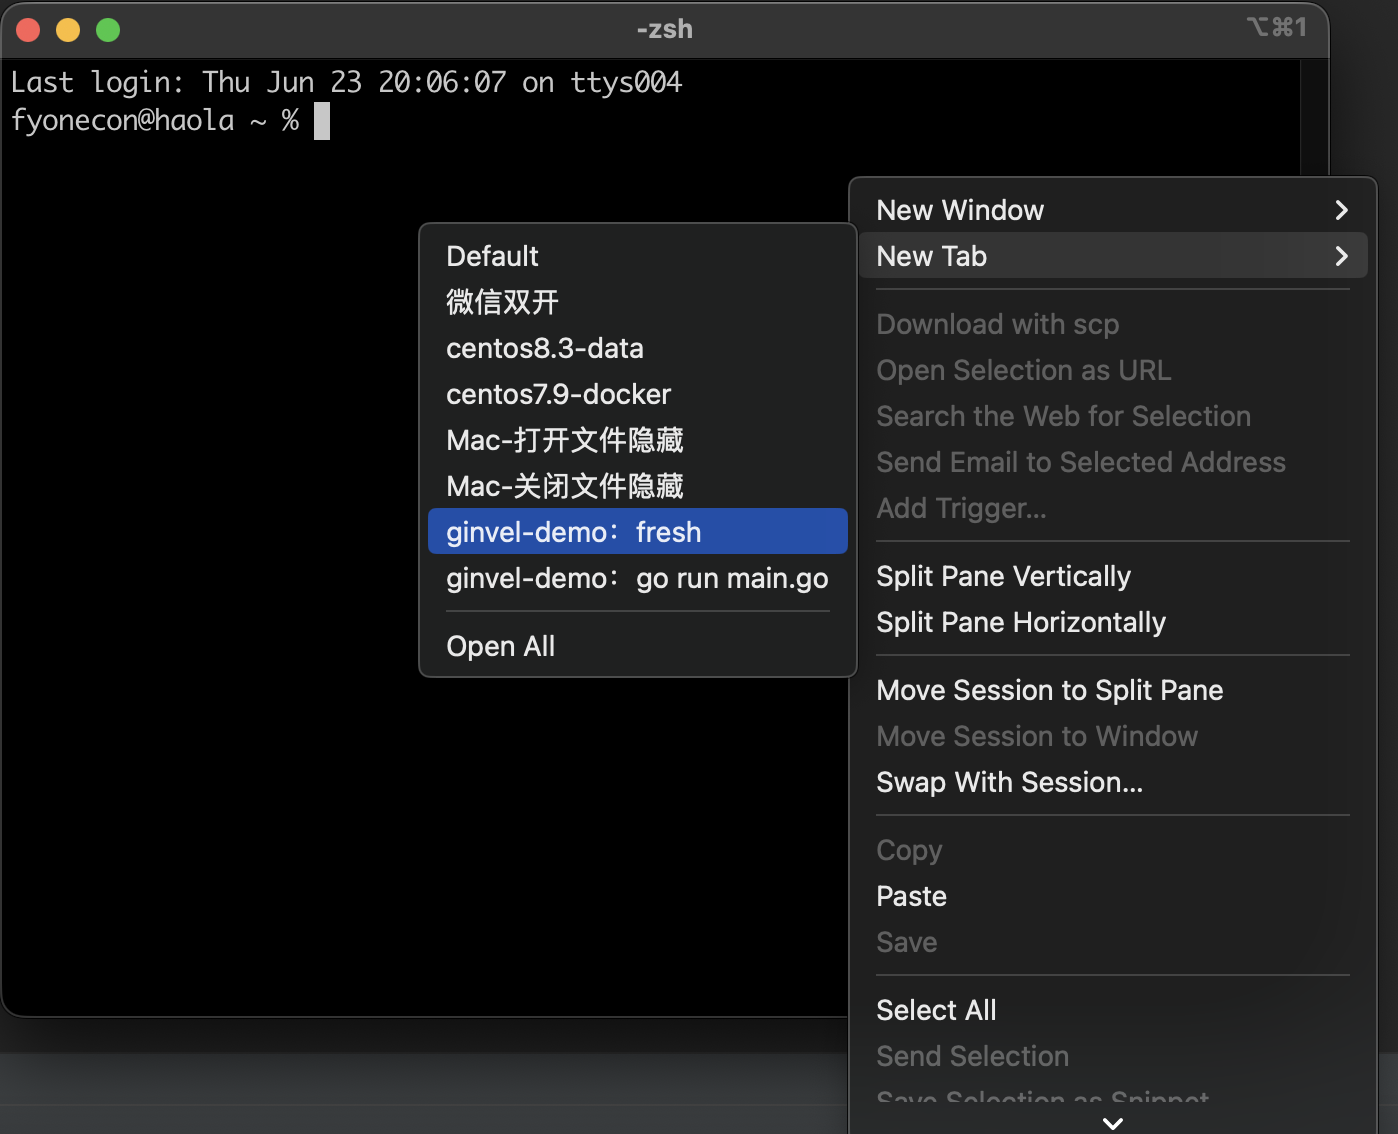 -zsh
⌥⌘1
Last login: Thu Jun 23 20:06:07 on ttys004
fyonecon@haola ~ %
Default
微信双开
centos8.3-data
centos7.9-docker
Mac-打开文件隐藏
Mac-关闭文件隐藏
ginvel-demo：fresh
ginvel-demo：go run main.go
Open All
New Window
New Tab
Download with scp
Open Selection as URL
Search the Web for Selection
Send Email to Selected Address
Add Trigger...
Split Pane Vertically
Split Pane Horizontally
Move Session to Split Pane
Move Session to Window
Swap With Session...
Copy
Paste
Save
Select All
Send Selection
Save Selection as Snippet